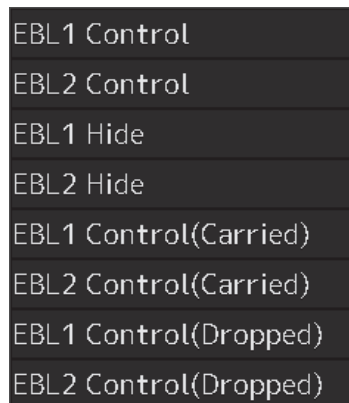 EBL1 Control
EBL2 Control
EBL1 Hide
EBL2 Hide
EBL1 Control(Carried)
EBL2 Control(Carried)
EBL1 Control(Dropped)
EBL2 Control(Dropped)